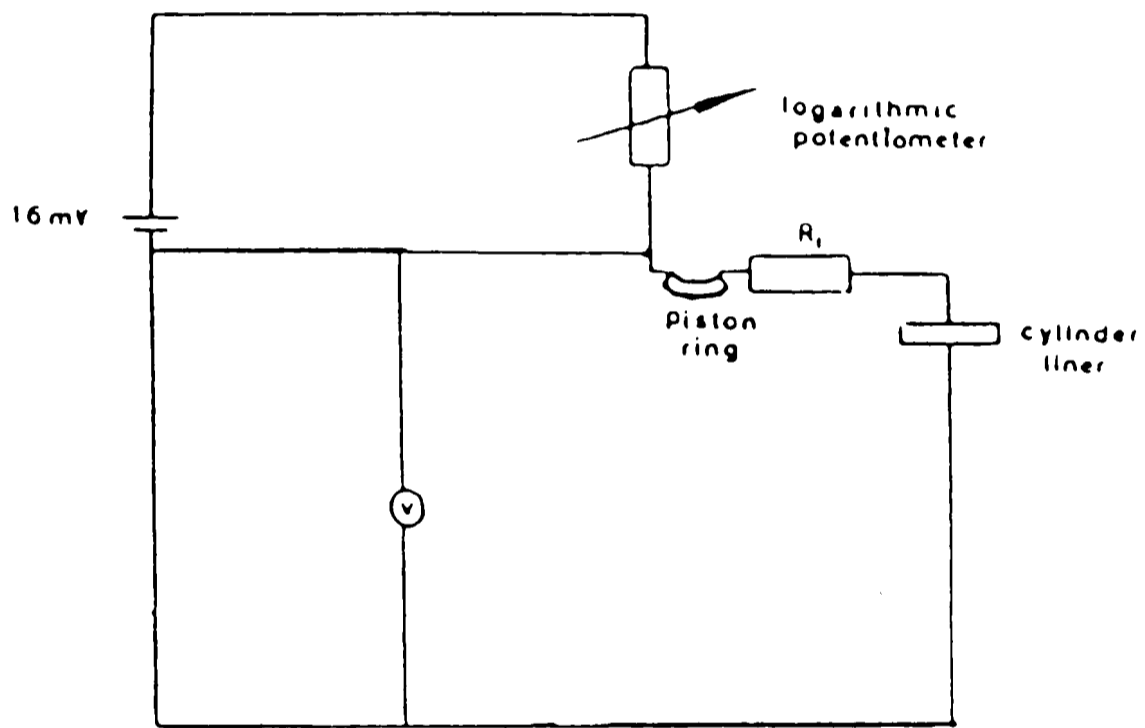 logarithmic
potentiometer
16 mV
R₁
piston
ring
cylinder
liner
V